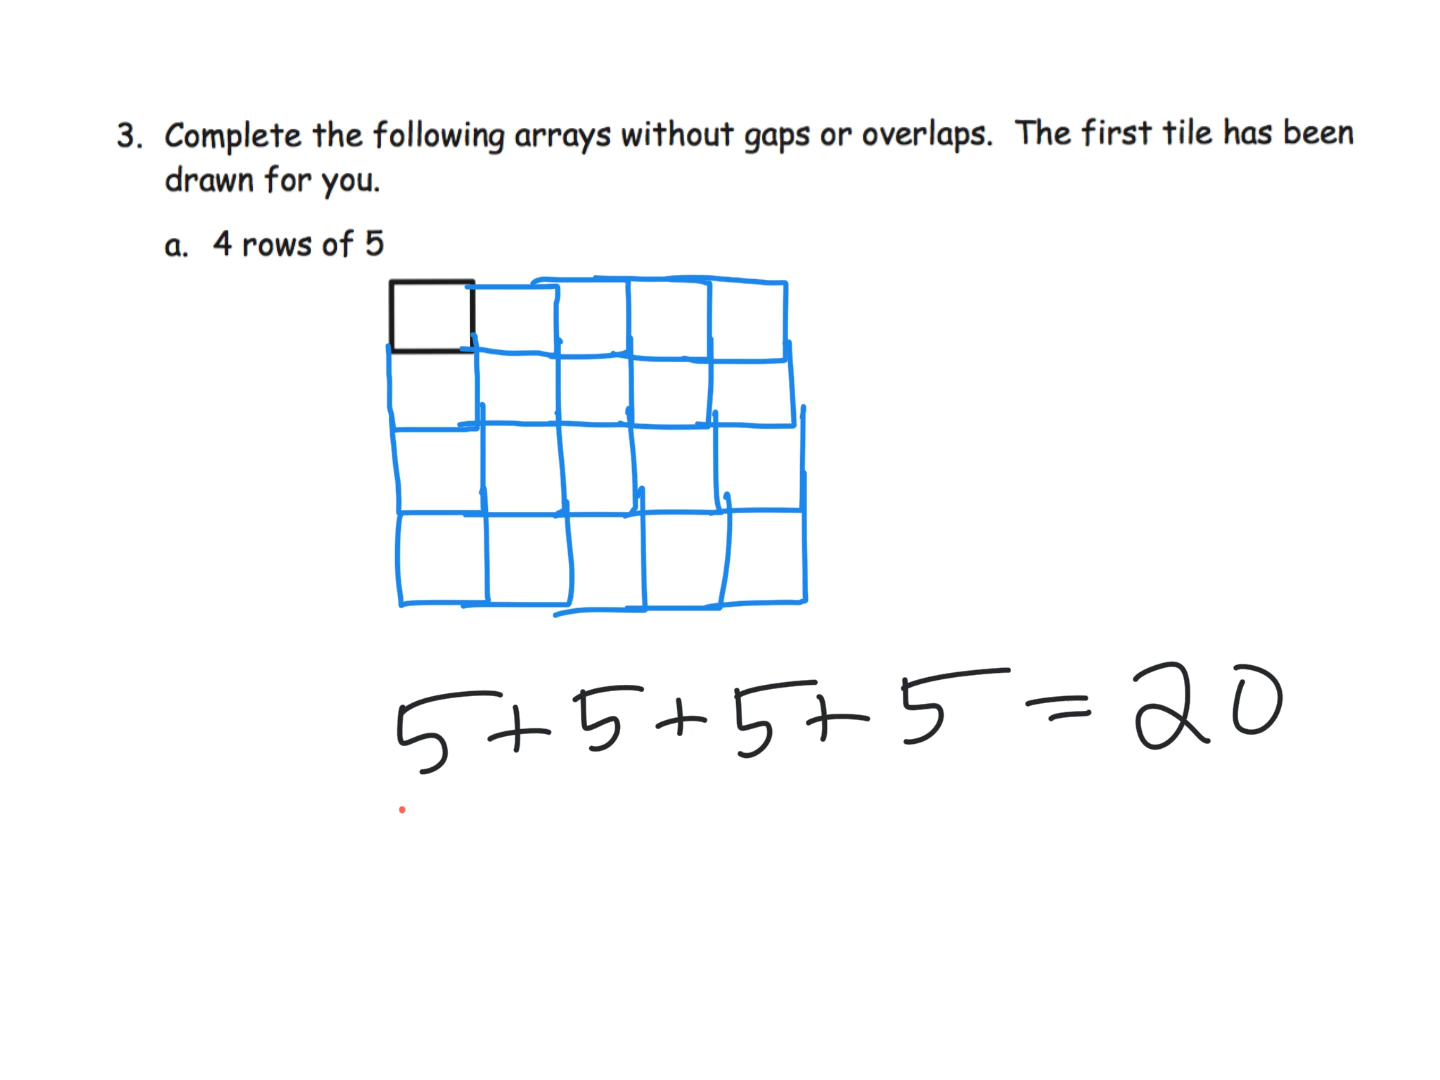 3. Complete the following arrays without gaps or overlaps. The first tile has been
drawn for you.
a. 4 rows of 5
5+5+5+5=20